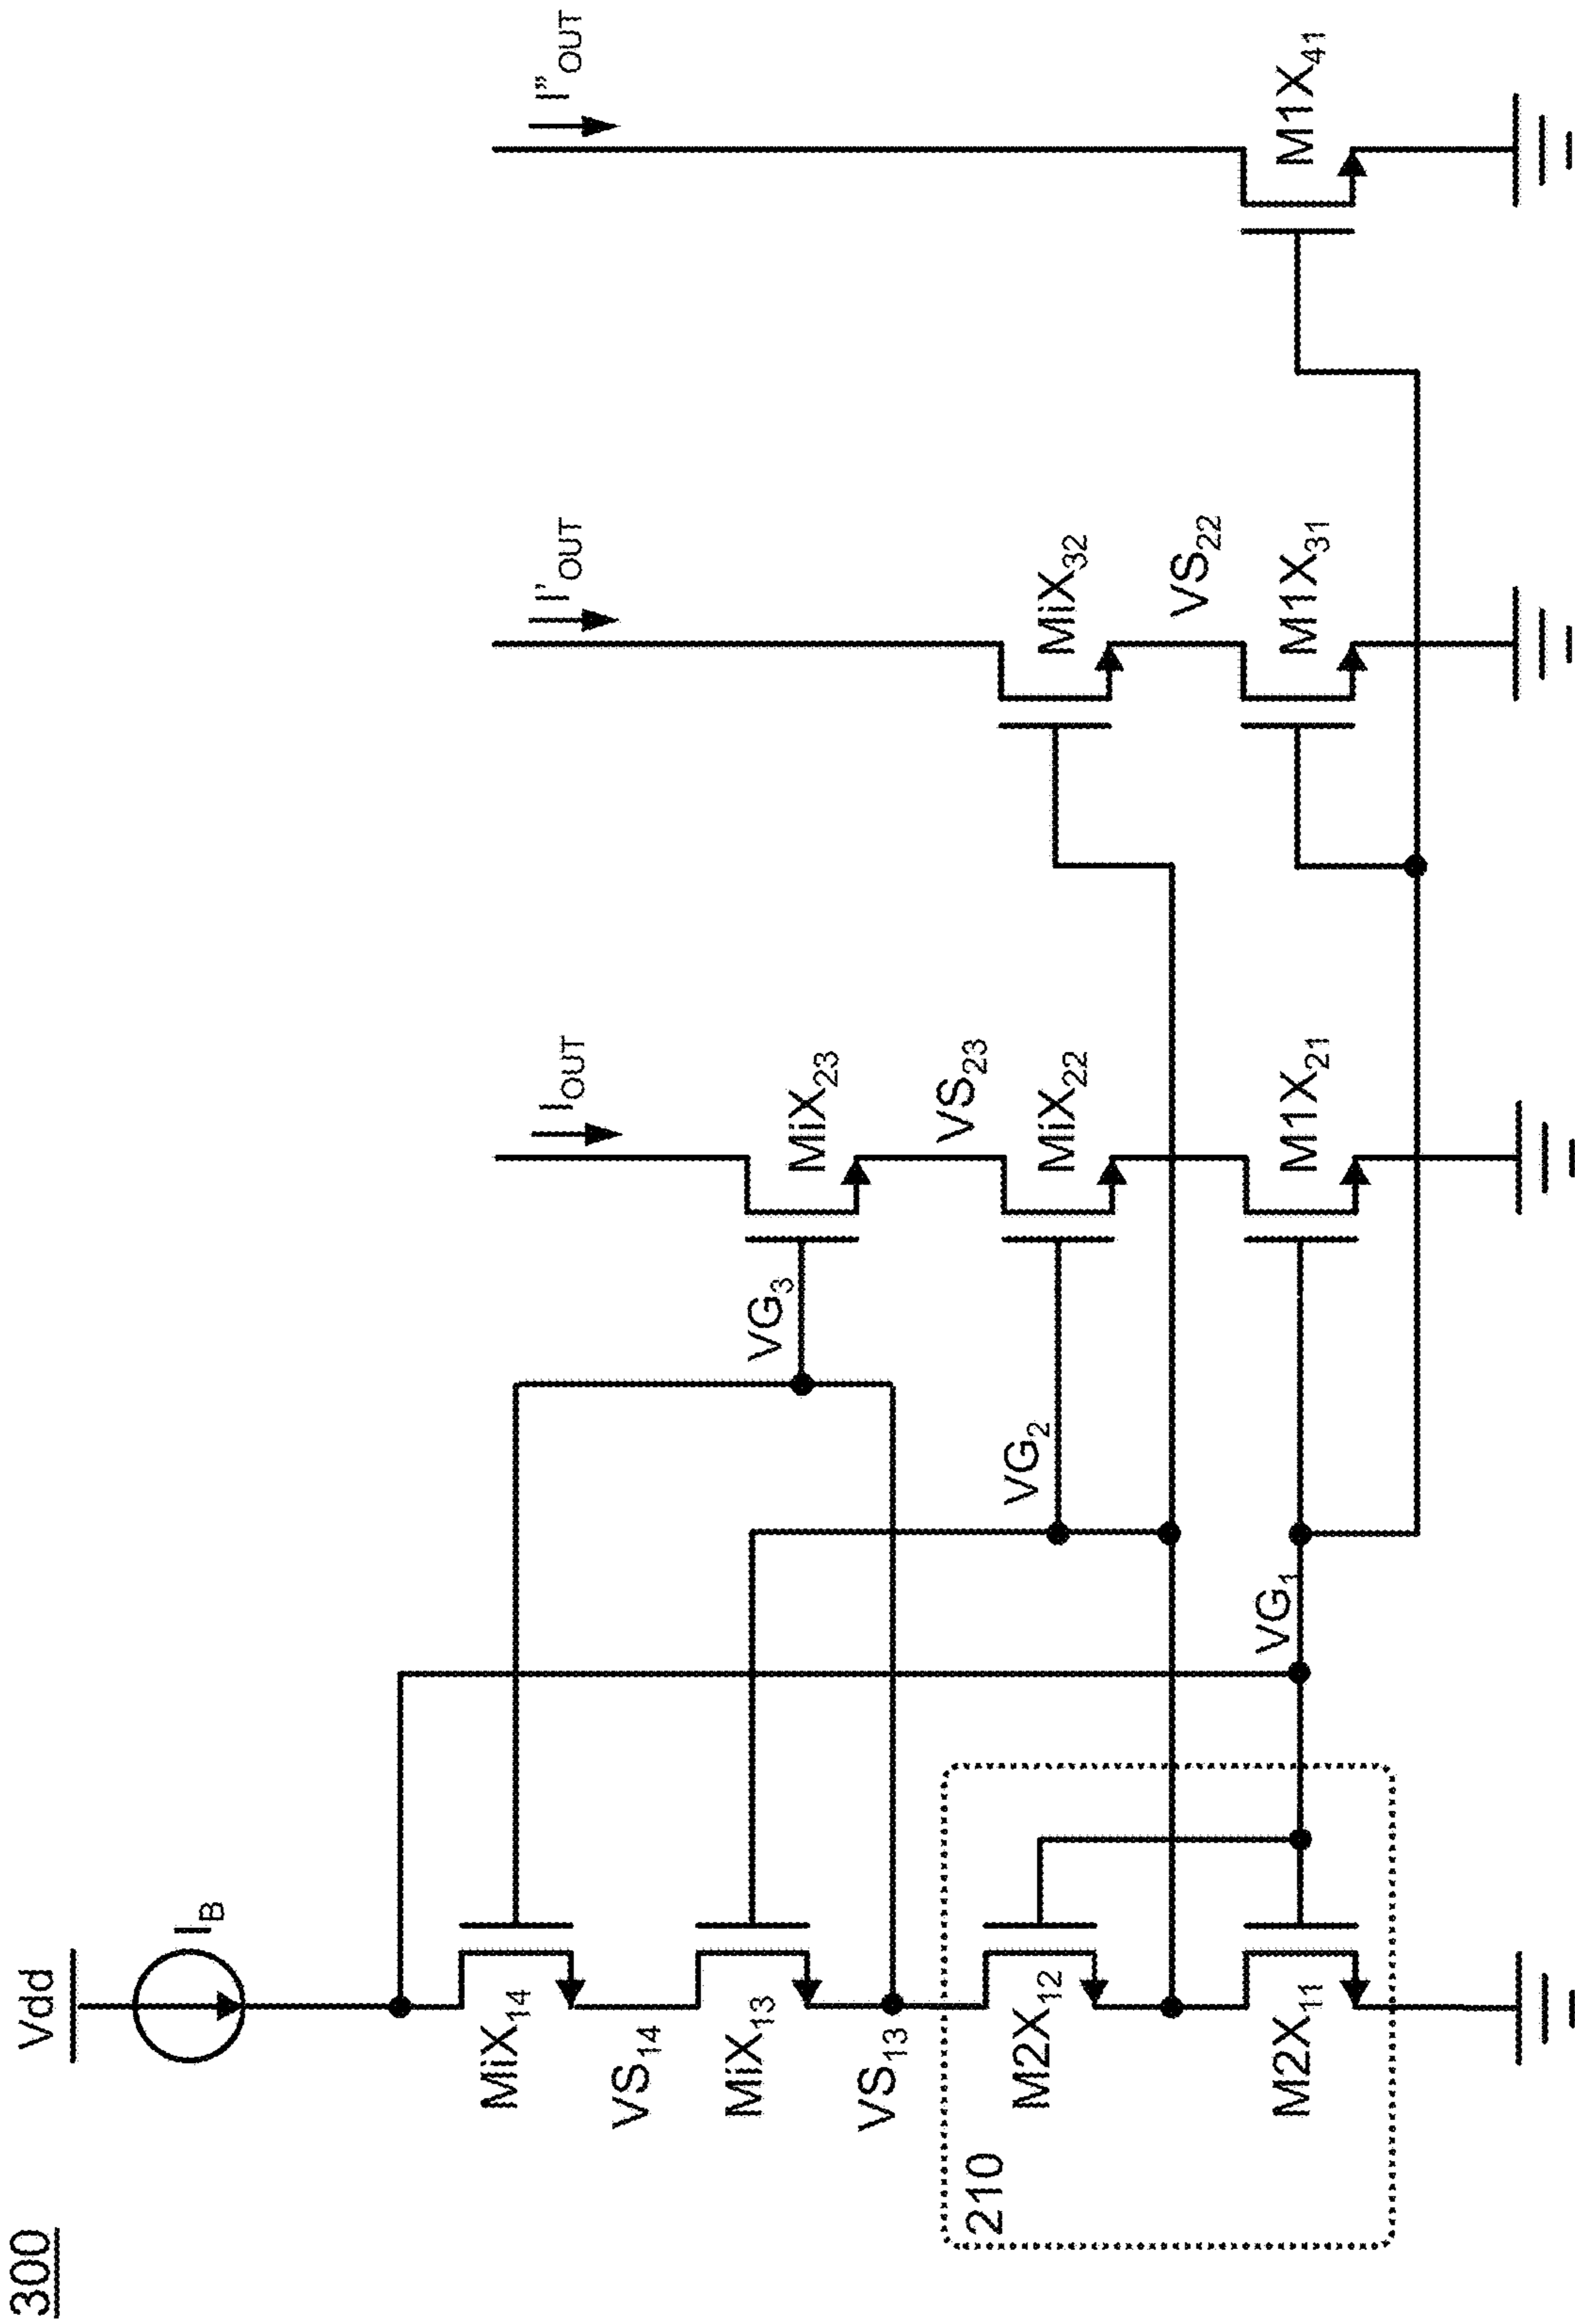 300
Vdd
I_B
I_OUT
I'_OUT
I"_OUT
MiX_14
VS_14
MiX_13
VS_13
210
M2X_12
M2X_11
VG_3
VG_2
VG_1
MiX_23
VS_23
MiX_22
M1X_21
MiX_32
VS_22
M1X_31
M1X_41